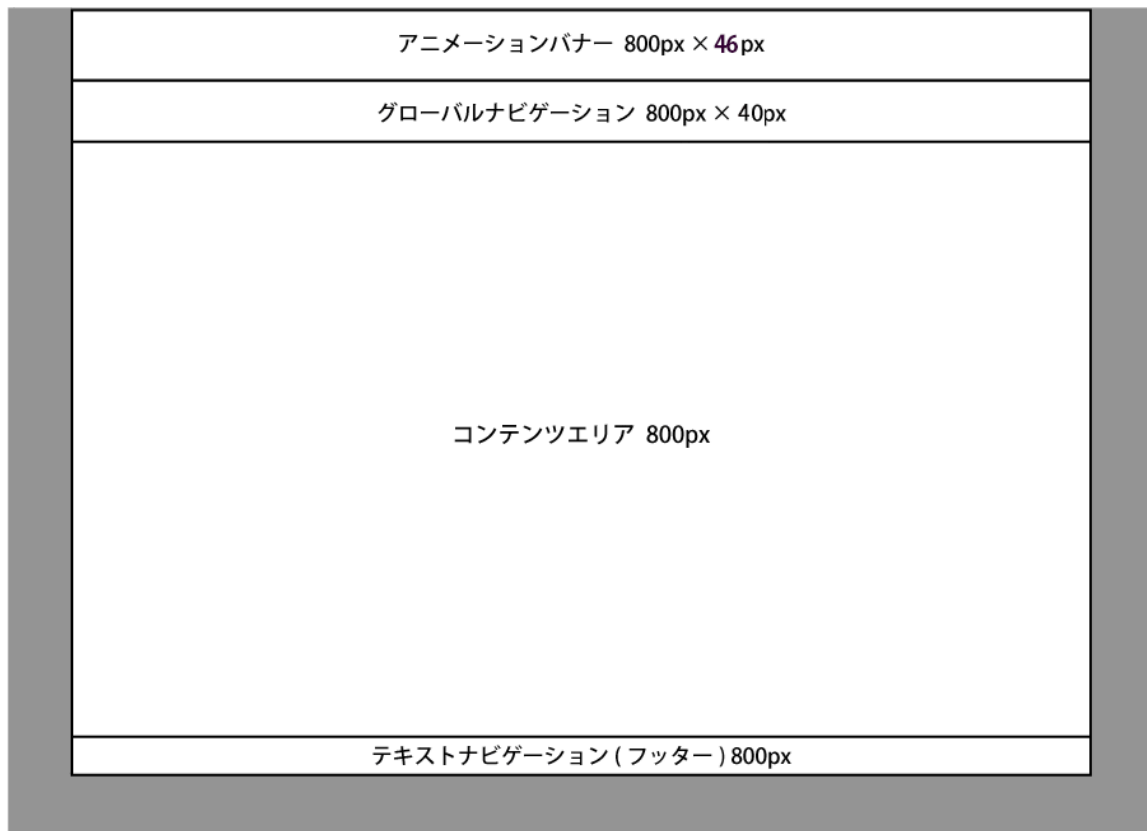 アニメーションバナー 800px × 46px
グローバルナビゲーション 800px × 40px
コンテンツエリア 800px
テキストナビゲーション ( フッター ) 800px